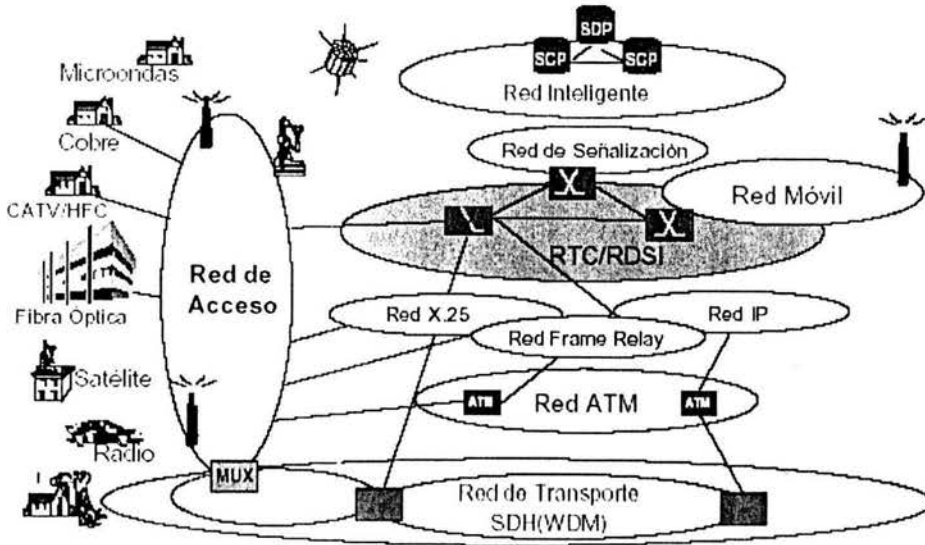 SDP
SCP
SCP
Red Inteligente
Microondas
Cobre
CATV/HFC
Fibra Óptica
Satélite
Radio
Red de
Acceso
Red de Señalización
Red Móvil
RTC/RDSI
Red X.25
Red IP
Red Frame Relay
ATM
Red ATM
ATM
MUX
Red de Transporte
SDH(WDM)